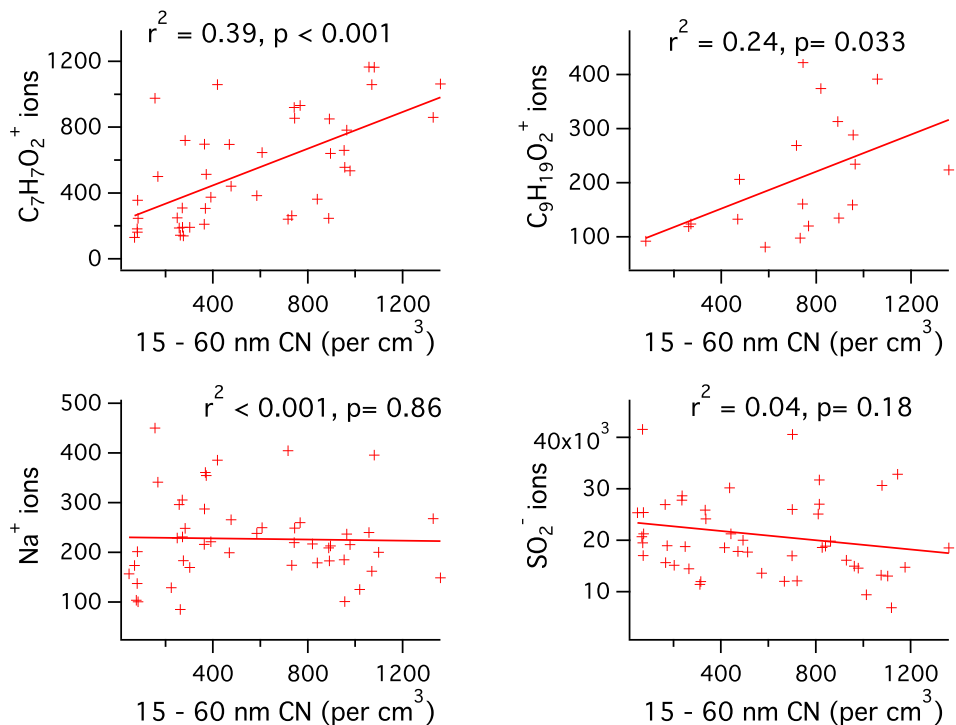 r² = 0.39, p < 0.001
1200
800
400
0
C₇H₇O₂⁺ ions
400 800 1200
15 - 60 nm CN (per cm³)
r² = 0.24, p= 0.033
400
300
200
100
C₉H₁₉O₂⁺ ions
400 800 1200
15 - 60 nm CN (per cm³)
r² < 0.001, p= 0.86
500
400
300
200
100
Na⁺ ions
400 800 1200
15 - 60 nm CN (per cm³)
r² = 0.04, p= 0.18
40x10³
30
20
10
SO₂⁻ ions
400 800 1200
15 - 60 nm CN (per cm³)